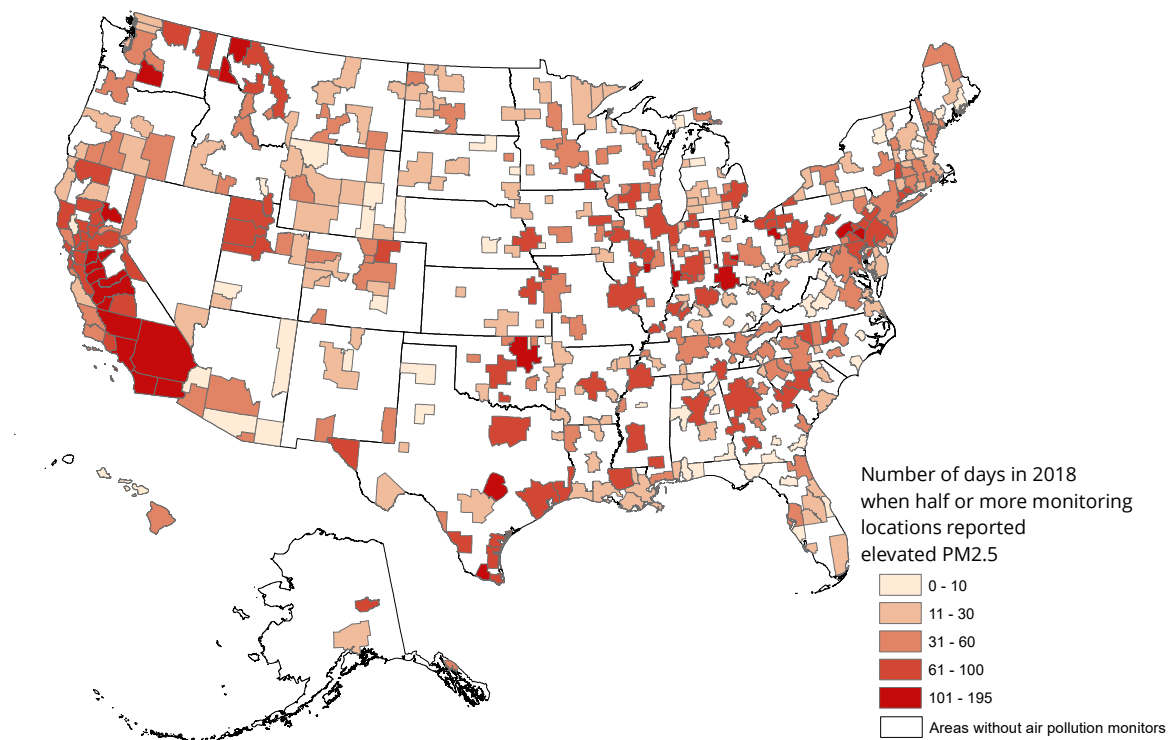 Number of days in 2018
when half or more monitoring
locations reported
elevated PM2.5
0 - 10
11 - 30
31 - 60
61 - 100
101 - 195
Areas without air pollution monitors